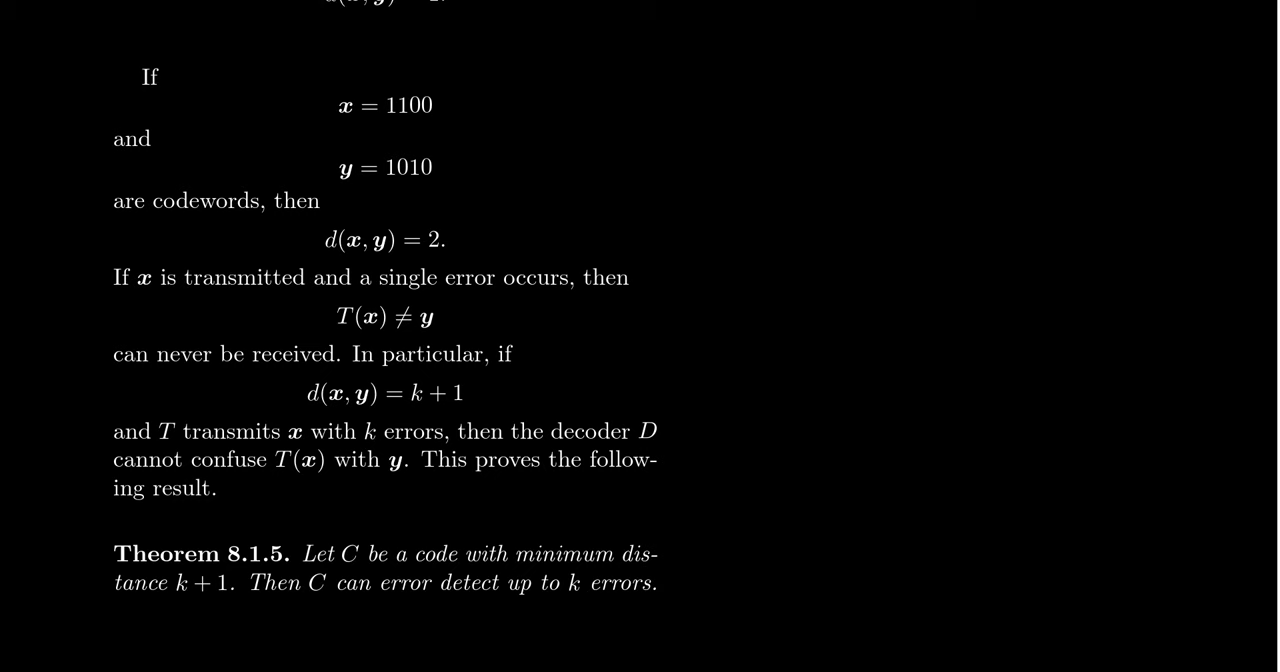 If
x = 1100
and
y = 1010
are codewords, then
d(x, y) = 2.
If x is transmitted and a single error occurs, then
T(x) ≠ y
can never be received. In particular, if
d(x, y) = k + 1
and T transmits x with k errors, then the decoder D
cannot confuse T(x) with y. This proves the follow-
ing result.
Theorem 8.1.5. Let C be a code with minimum dis-
tance k + 1. Then C can error detect up to k errors.